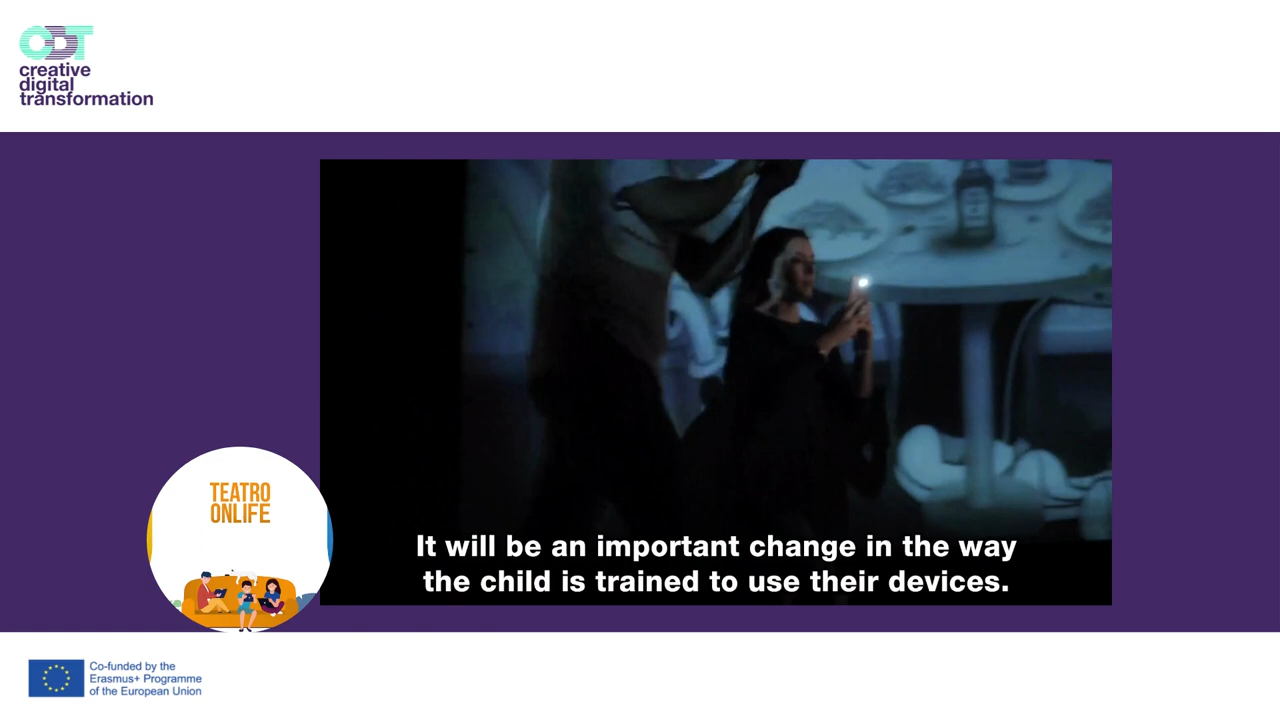 CDT
creative
digital
transformation
TEATRO
ONLIFE
It will be an important change in the way
the child is trained to use their devices.
Co-funded by the
Erasmus+ Programme
of the European Union